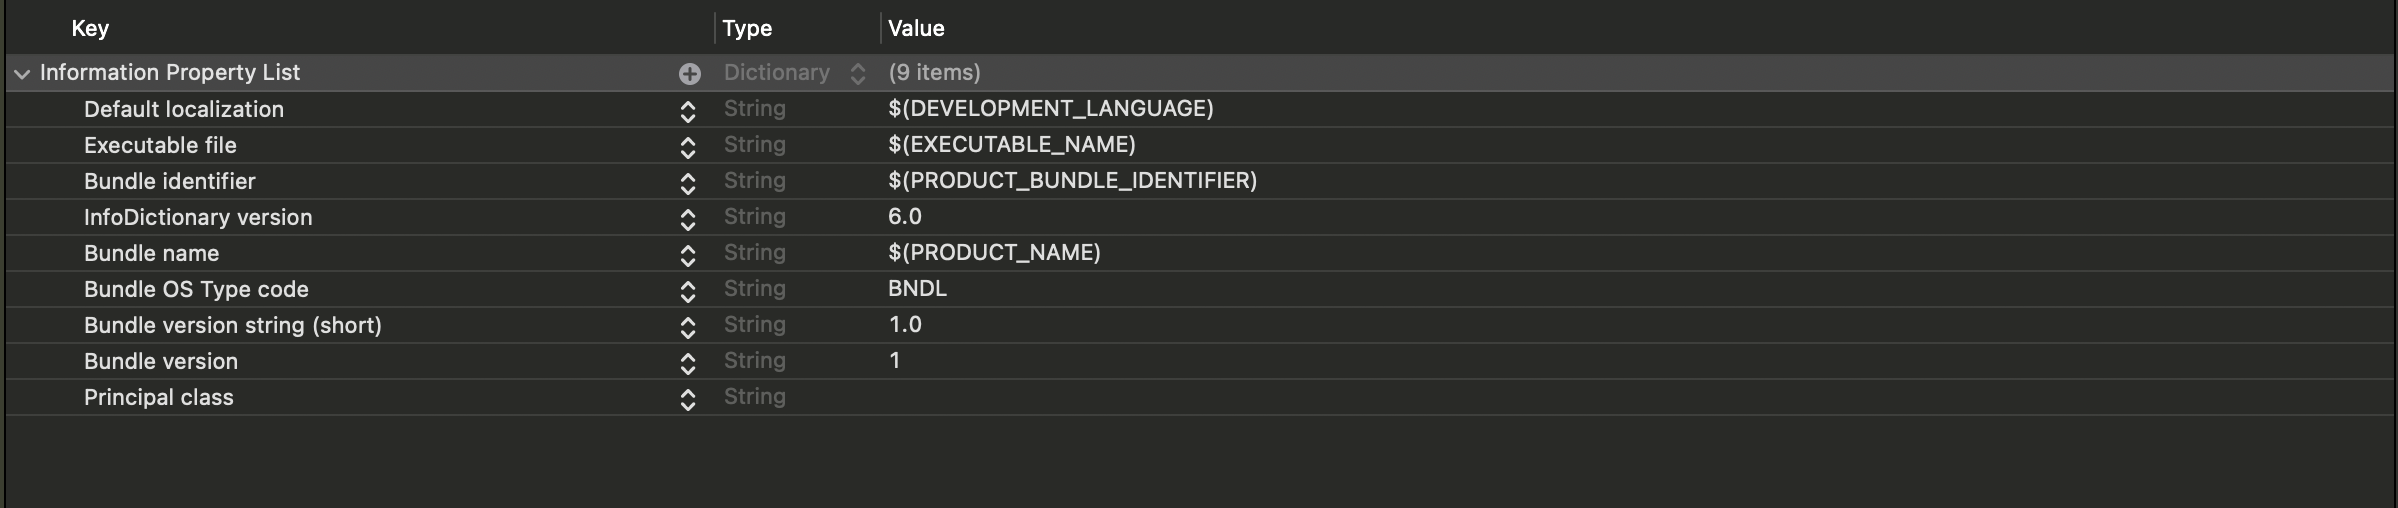 Key Type Value
Information Property List Dictionary (9 items)
Default localization String $(DEVELOPMENT_LANGUAGE)
Executable file String $(EXECUTABLE_NAME)
Bundle identifier String $(PRODUCT_BUNDLE_IDENTIFIER)
InfoDictionary version String 6.0
Bundle name String $(PRODUCT_NAME)
Bundle OS Type code String BNDL
Bundle version string (short) String 1.0
Bundle version String 1
Principal class String